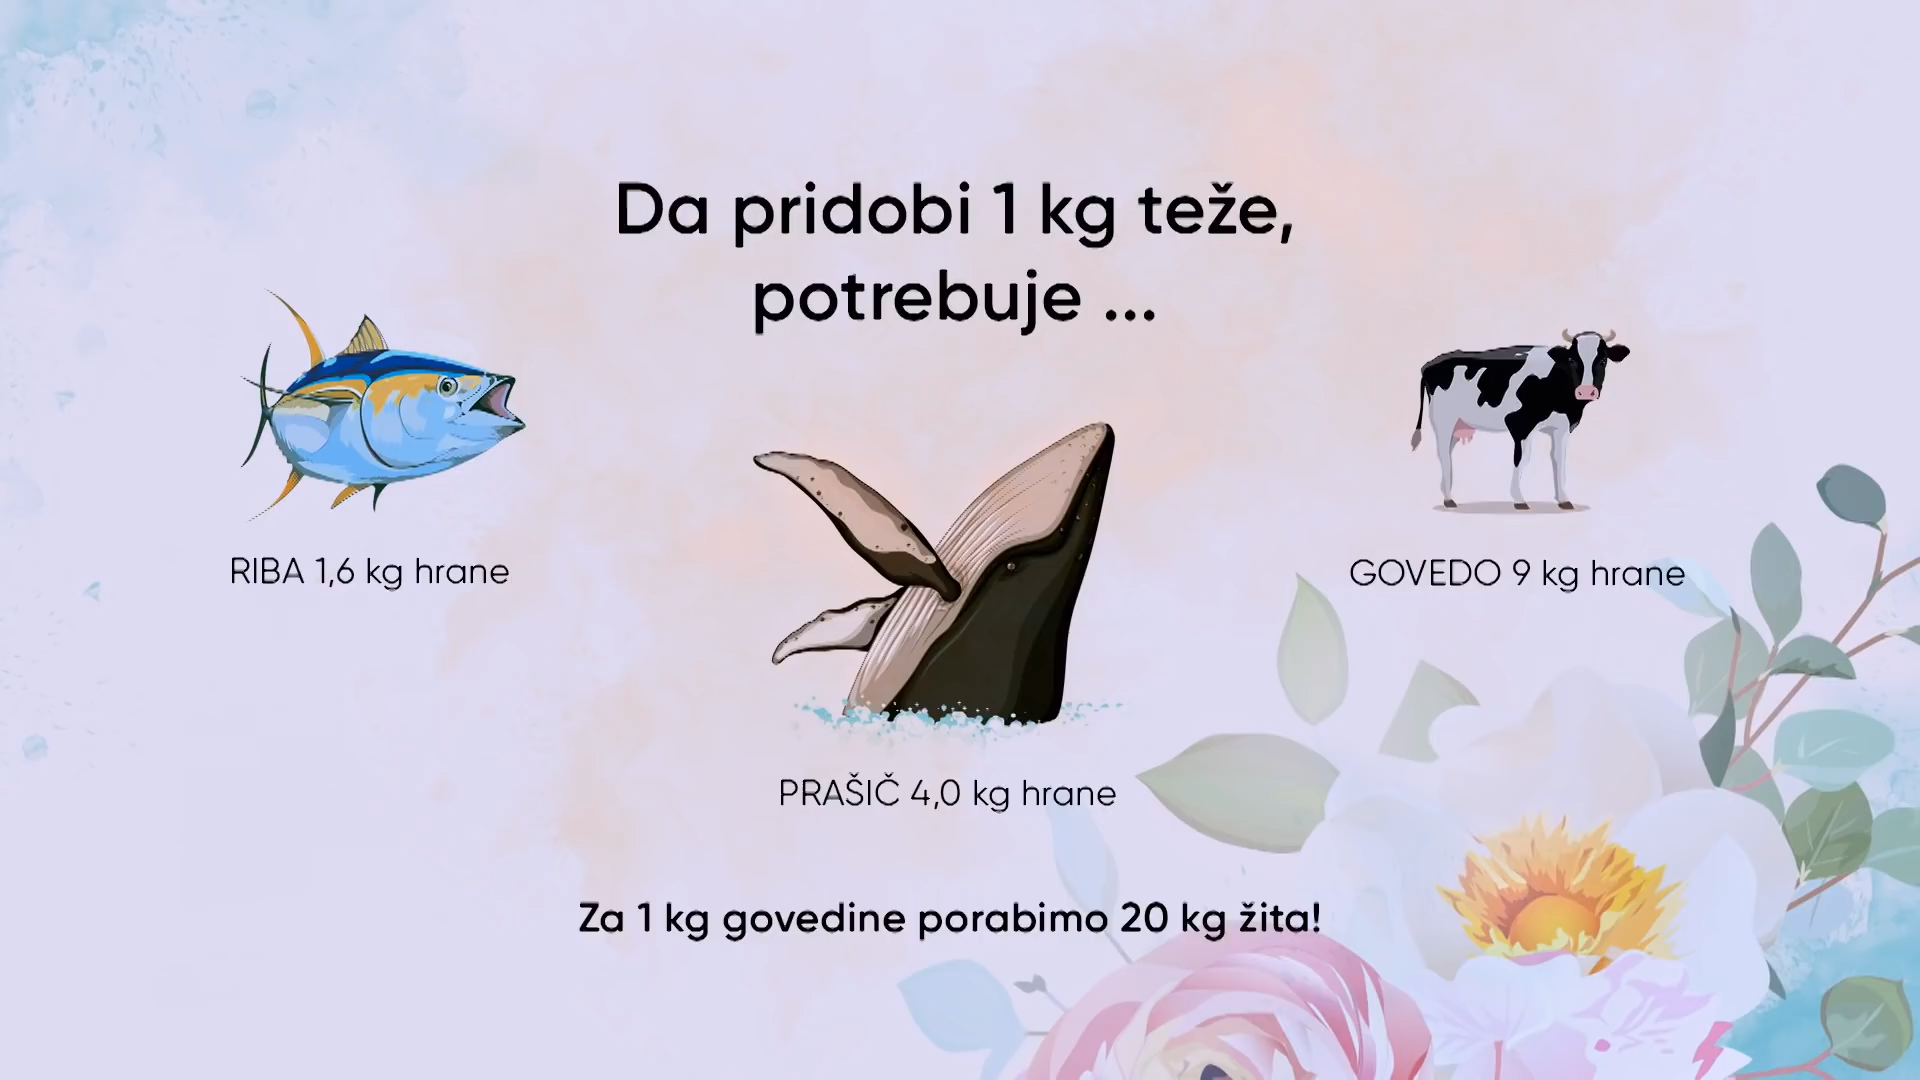 Da pridobi 1 kg teže,
potrebuje ...
RIBA 1,6 kg hrane
GOVEDO 9 kg hrane
PRAŠIČ 4,0 kg hrane
Za 1 kg govedine porabimo 20 kg žita!